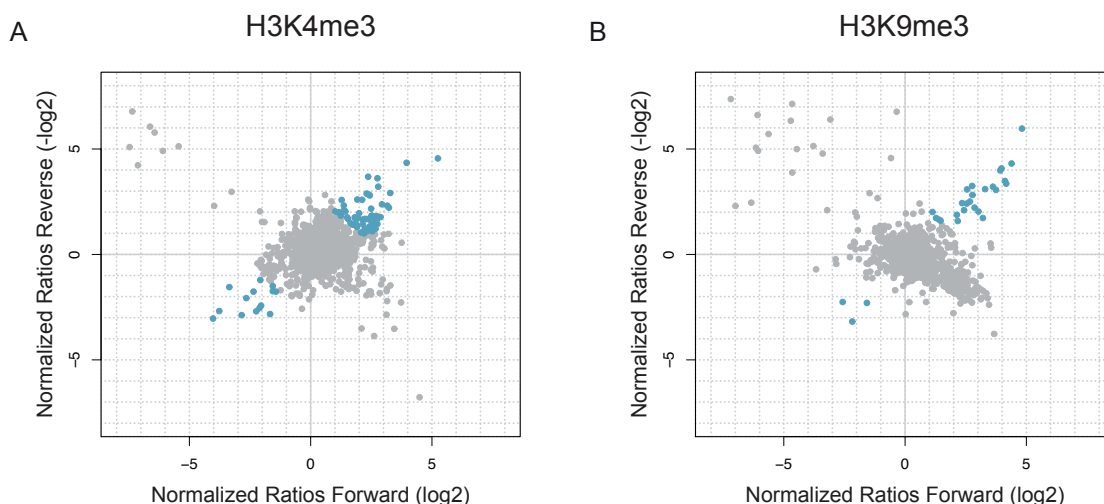 A
H3K4me3
Normalized Ratios Reverse (-log2)
5
0
−5
−5
0
5
Normalized Ratios Forward (log2)
B
H3K9me3
Normalized Ratios Reverse (-log2)
5
0
−5
−5
0
5
Normalized Ratios Forward (log2)